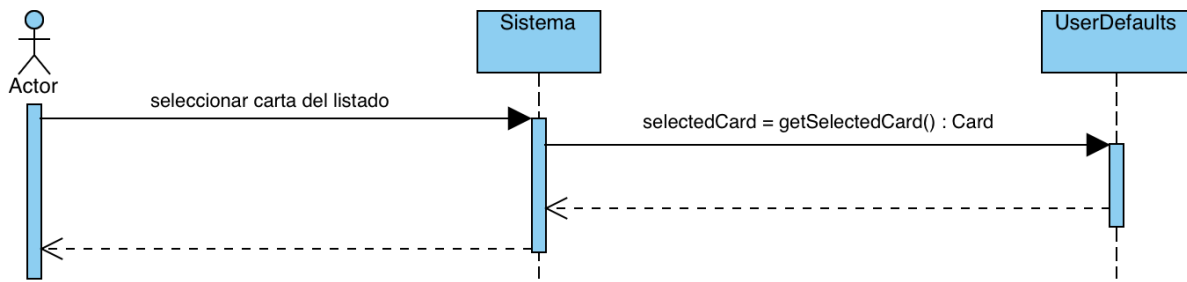 Sistema
UserDefaults
Actor
seleccionar carta del listado
selectedCard = getSelectedCard() : Card